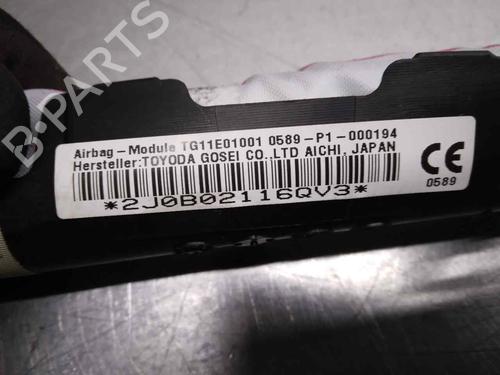 Airbag-Module TG11E01001 0589-P1-000194
Hersteller:TOYODA GOSEI CO.,LTD AICHI, JAPAN
*2J0B02116QV3*
CE
0589
B-PARTS